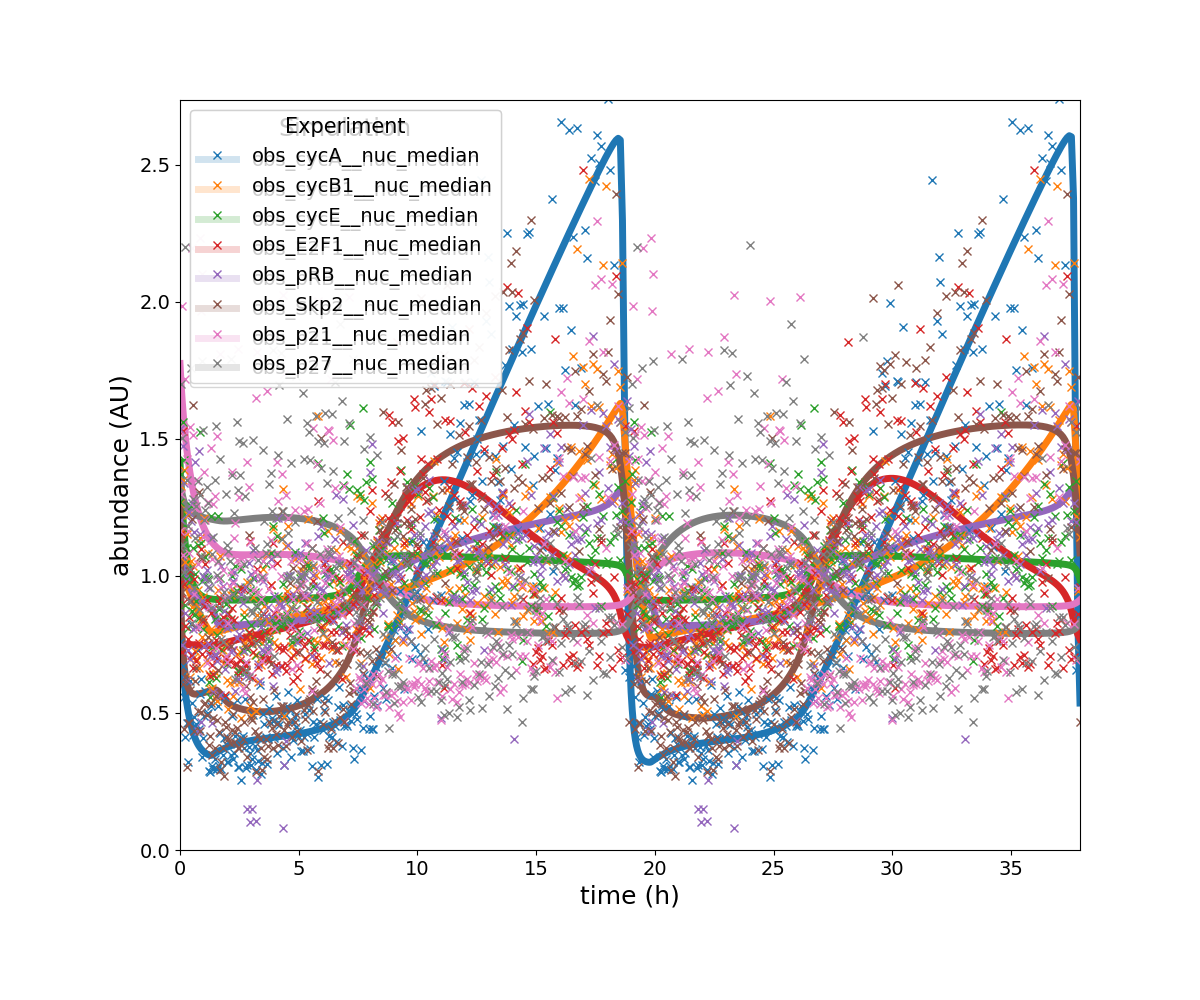 Experiment
Simulation
obs_cycA__nuc_median
obs_cycB1__nuc_median
obs_cycE__nuc_median
obs_E2F1__nuc_median
obs_pRB__nuc_median
obs_Skp2__nuc_median
obs_p21__nuc_median
obs_p27__nuc_median
abundance (AU)
2.5
2.0
1.5
1.0
0.5
0.0
0 5 10 15 20 25 30 35
time (h)